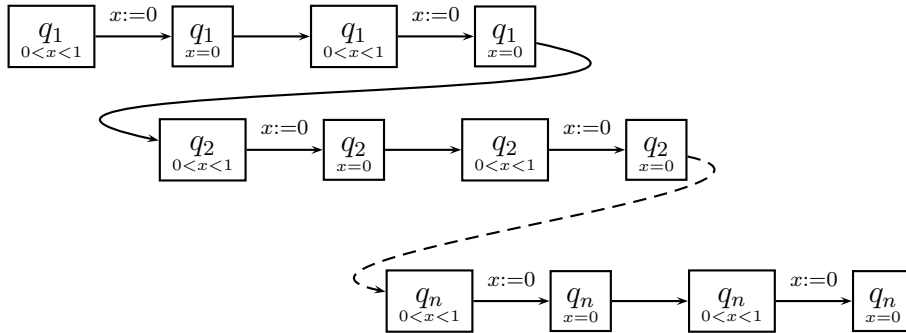 x:=0 x:=0
q₁ q₁ q₁ q₁
0<x<1 x=0 0<x<1 x=0
x:=0 x:=0
q₂ q₂ q₂ q₂
0<x<1 x=0 0<x<1 x=0
x:=0 x:=0
qₙ qₙ qₙ qₙ
0<x<1 x=0 0<x<1 x=0